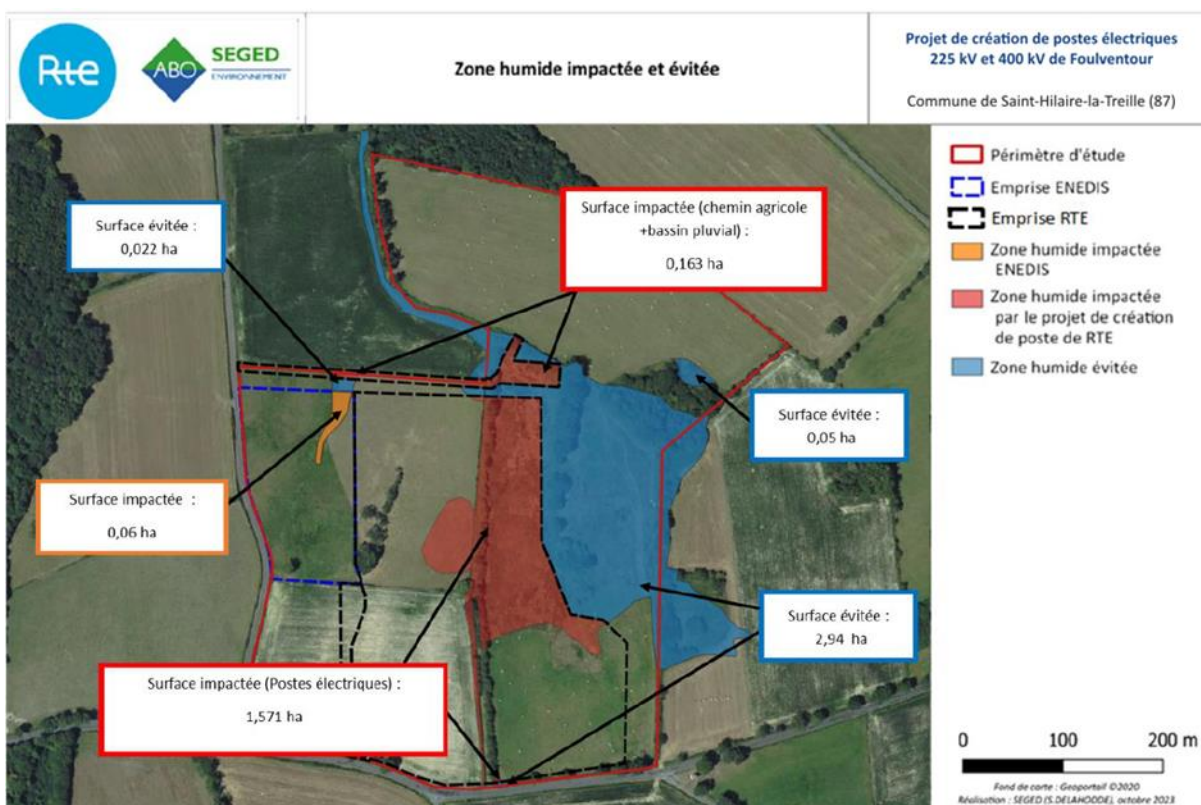 Rte
ABO
SEGED
ENVIRONNEMENT
Zone humide impactée et évitée
Projet de création de postes électriques
225 kV et 400 kV de Foulventour
Commune de Saint-Hilaire-la-Treille (87)
Surface évitée :
0,022 ha
Surface impactée (chemin agricole
+bassin pluvial) :
0,163 ha
Surface évitée :
0,05 ha
Surface impactée :
0,06 ha
Surface évitée :
2,94 ha
Surface impactée (Postes électriques) :
1,571 ha
Périmètre d'étude
Emprise ENEDIS
Emprise RTE
Zone humide impactée
ENEDIS
Zone humide impactée
par le projet de création
de poste de RTE
Zone humide évitée
0 100 200 m
Fond de carte : Geoportail ©2020
Réalisation : SEGED (S.DELAHODDE), octobre 2023